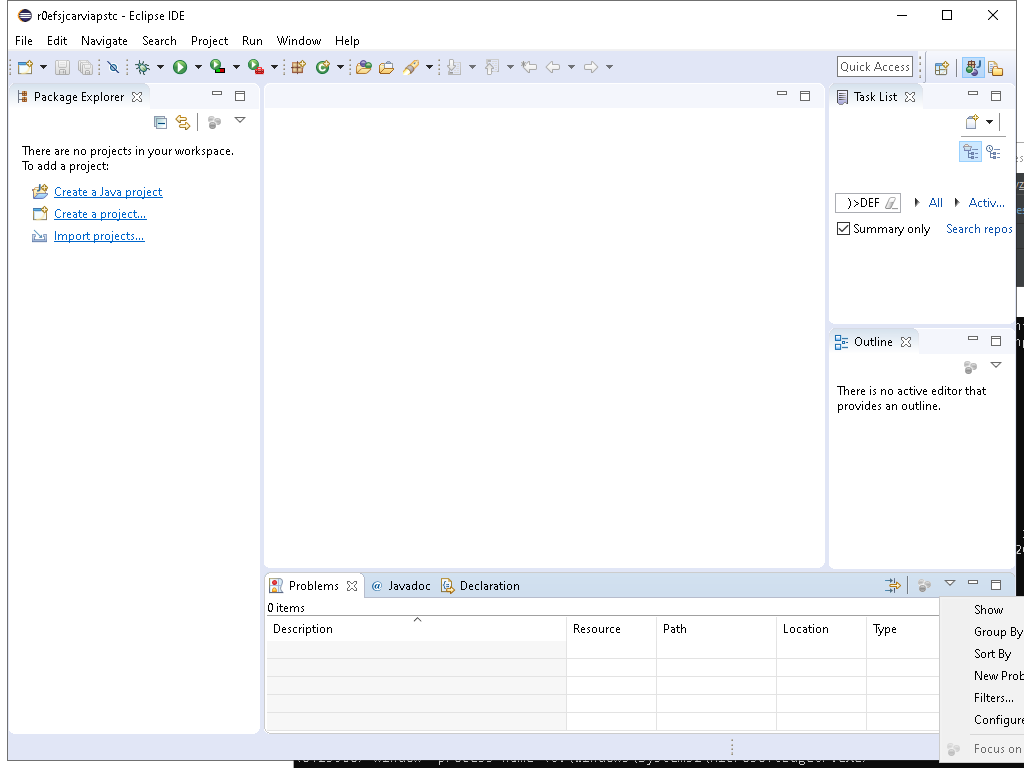 r0efsjcarviapstc - Eclipse IDE
File Edit Navigate Search Project Run Window Help
Quick Access
Package Explorer
Task List
There are no projects in your workspace.
To add a project:
Create a Java project
Create a project...
Import projects...
)>DEF All Activ...
Summary only Search repos
Outline
There is no active editor that
provides an outline.
Problems @ Javadoc Declaration
0 items
Description Resource Path Location Type
Show
Group By
Sort By
New Prob
Filters...
Configure
Focus on